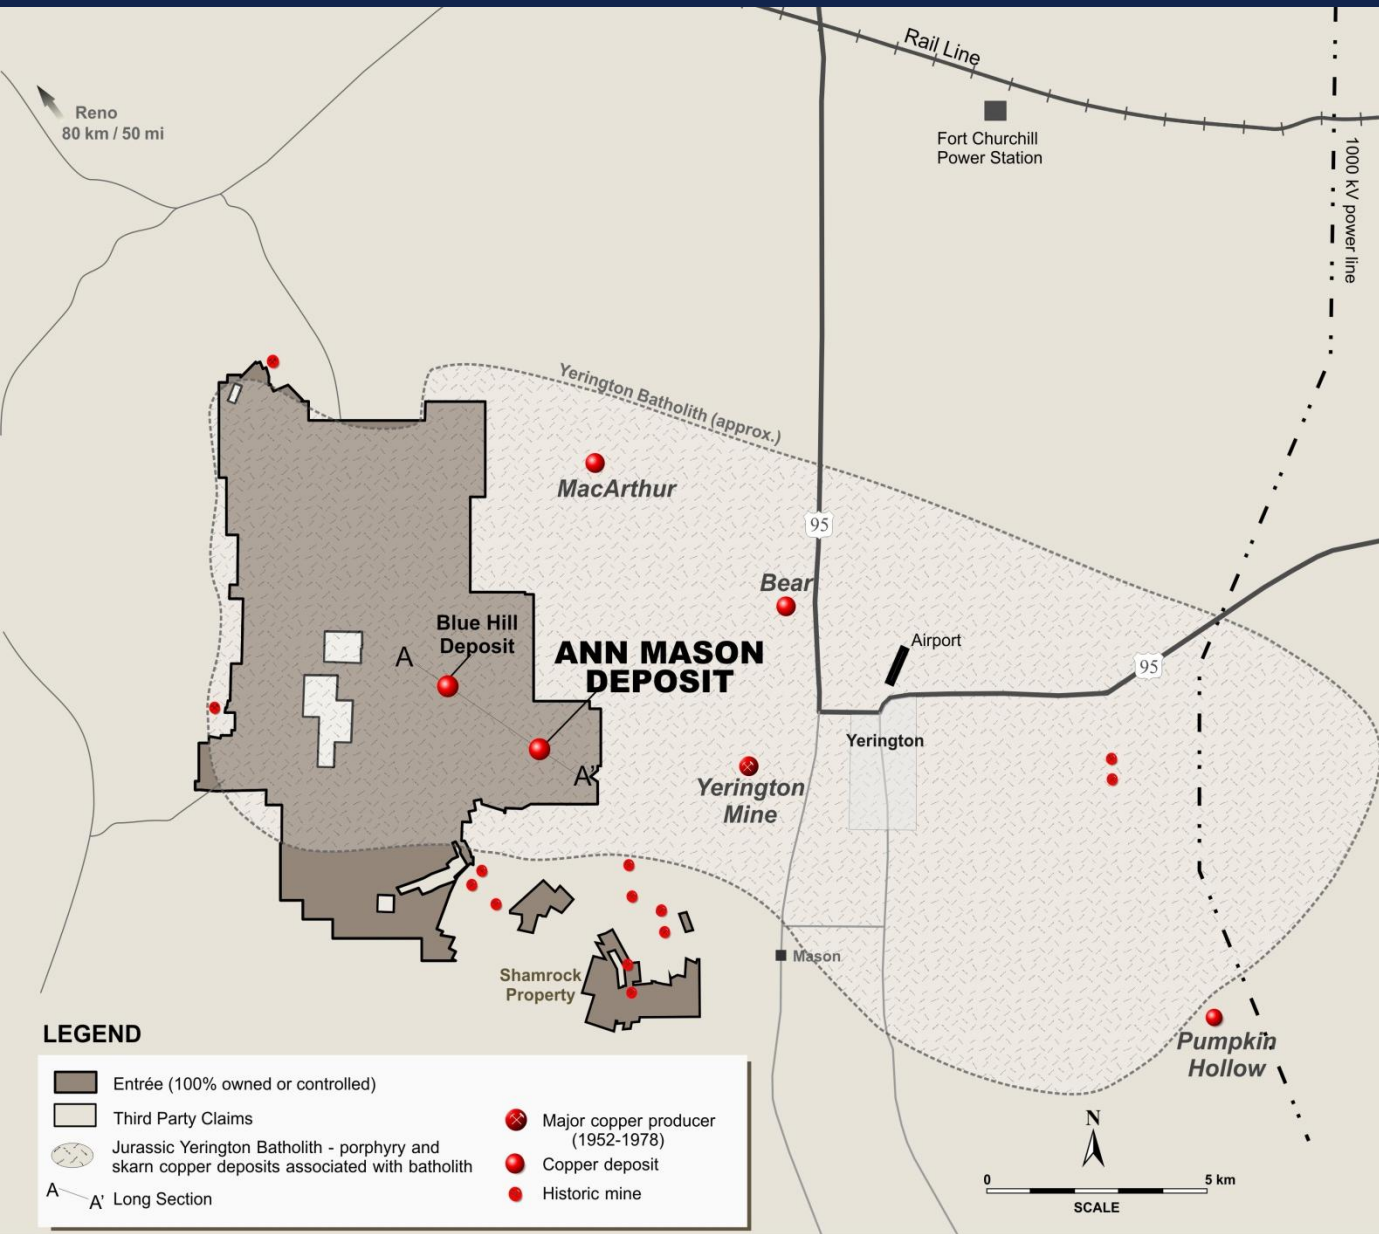 Rail Line
Reno
80 km / 50 mi
Fort Churchill
Power Station
1000 kV power line
Yerington Batholith (approx.)
MacArthur
95
Bear
Blue Hill
Deposit
A
ANN MASON
DEPOSIT
Airport
95
Yerington
A'
Yerington
Mine
Mason
Shamrock
Property
Pumpkin
Hollow
LEGEND
Entrée (100% owned or controlled)
Third Party Claims
Jurassic Yerington Batholith - porphyry and
skarn copper deposits associated with batholith
A
A'
Long Section
Major copper producer
(1952-1978)
Copper deposit
Historic mine
N
0
5 km
SCALE